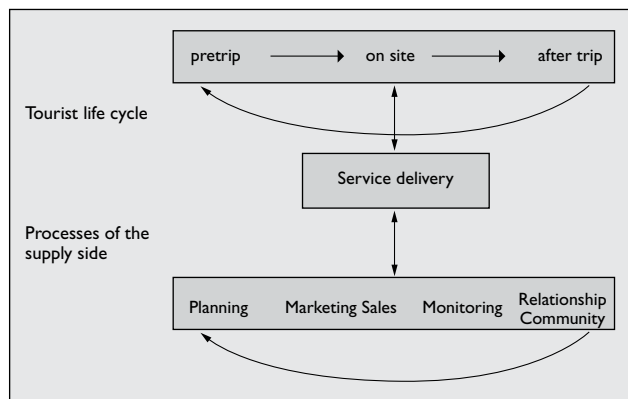 pretrip on site after trip
Tourist life cycle
Service delivery
Processes of the
supply side
Planning Marketing Sales Monitoring Relationship
Community